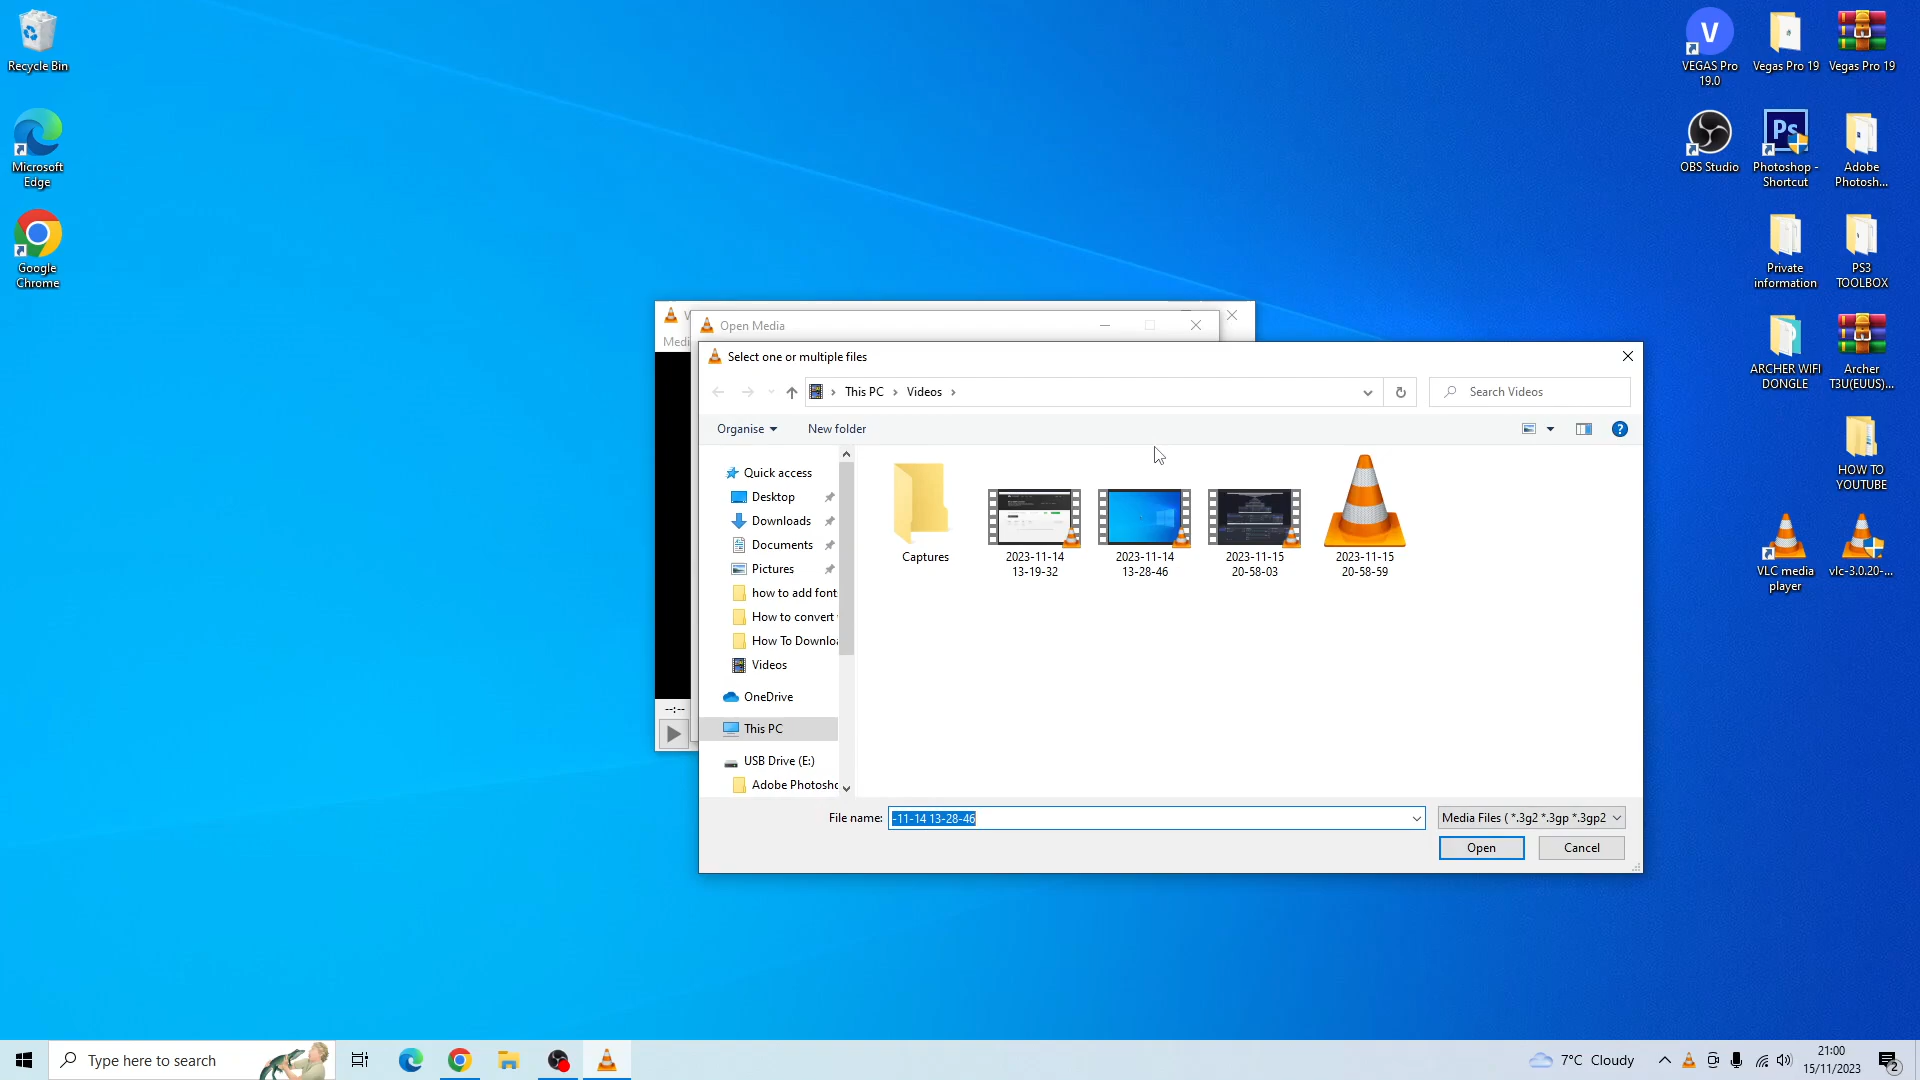 Recycle Bin
Microsoft
Edge
Google
Chrome
V
VEGAS Pro
19.0
Vegas Pro 19
Vegas Pro 19
OBS Studio
Ps
Photoshop -
Shortcut
Adobe
Photosh...
Private
information
PS3
TOOLBOX
ARCHER WIFI
DONGLE
Archer
T3U(EUUS)...
HOW TO
YOUTUBE
VLC media
player
vlc-3.0.20-...
Medi
Open Media
Select one or multiple files
This PC
Videos
Search Videos
Organise
New folder
?
Quick access
Desktop
Downloads
Documents
Pictures
how to add font
How to convert
How To Downloa
Videos
OneDrive
This PC
USB Drive (E:)
Adobe Photosho
Captures
2023-11-14
13-19-32
2023-11-14
13-28-46
2023-11-15
20-58-03
2023-11-15
20-58-59
--:--
File name:
-11-14 13-28-46
Media Files ( *.3g2 *.3gp *.3gp2
Open
Cancel
Type here to search
7°C Cloudy
21:00
15/11/2023
2